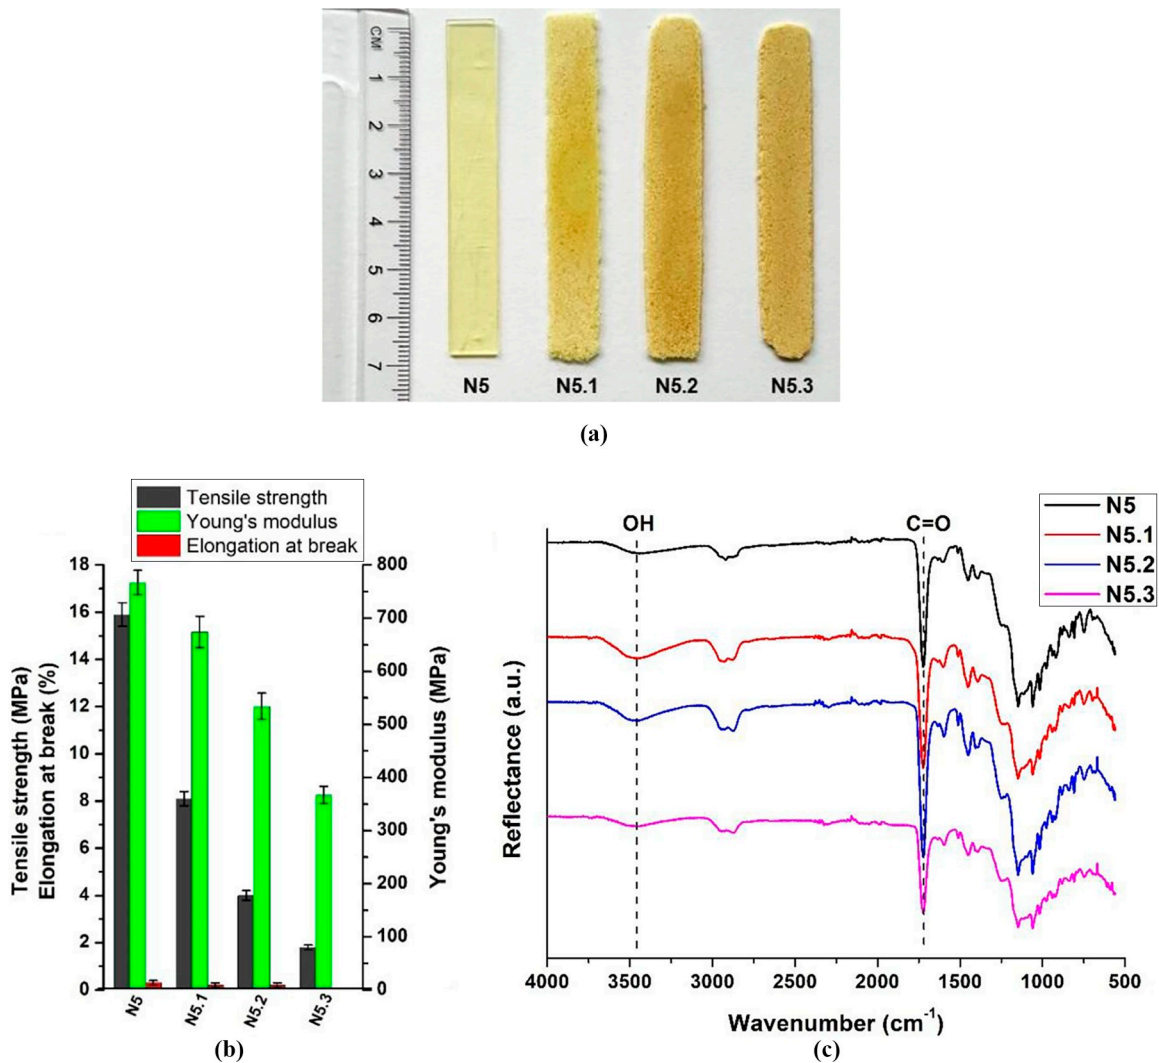 CM
1
2
3
4
5
6
7
N5 N5.1 N5.2 N5.3
(a)
Tensile strength
Young's modulus
Elongation at break
Tensile strength (MPa)
Elongation at break (%)
18
16
14
12
10
8
6
4
2
0
800
700
600
500
400
300
200
100
0
Young's modulus (MPa)
N5 N5.1 N5.2 N5.3
(b)
OH
C=O
N5
N5.1
N5.2
N5.3
Reflectance (a.u.)
4000 3500 3000 2500 2000 1500 1000 500
Wavenumber (cm⁻¹)
(c)